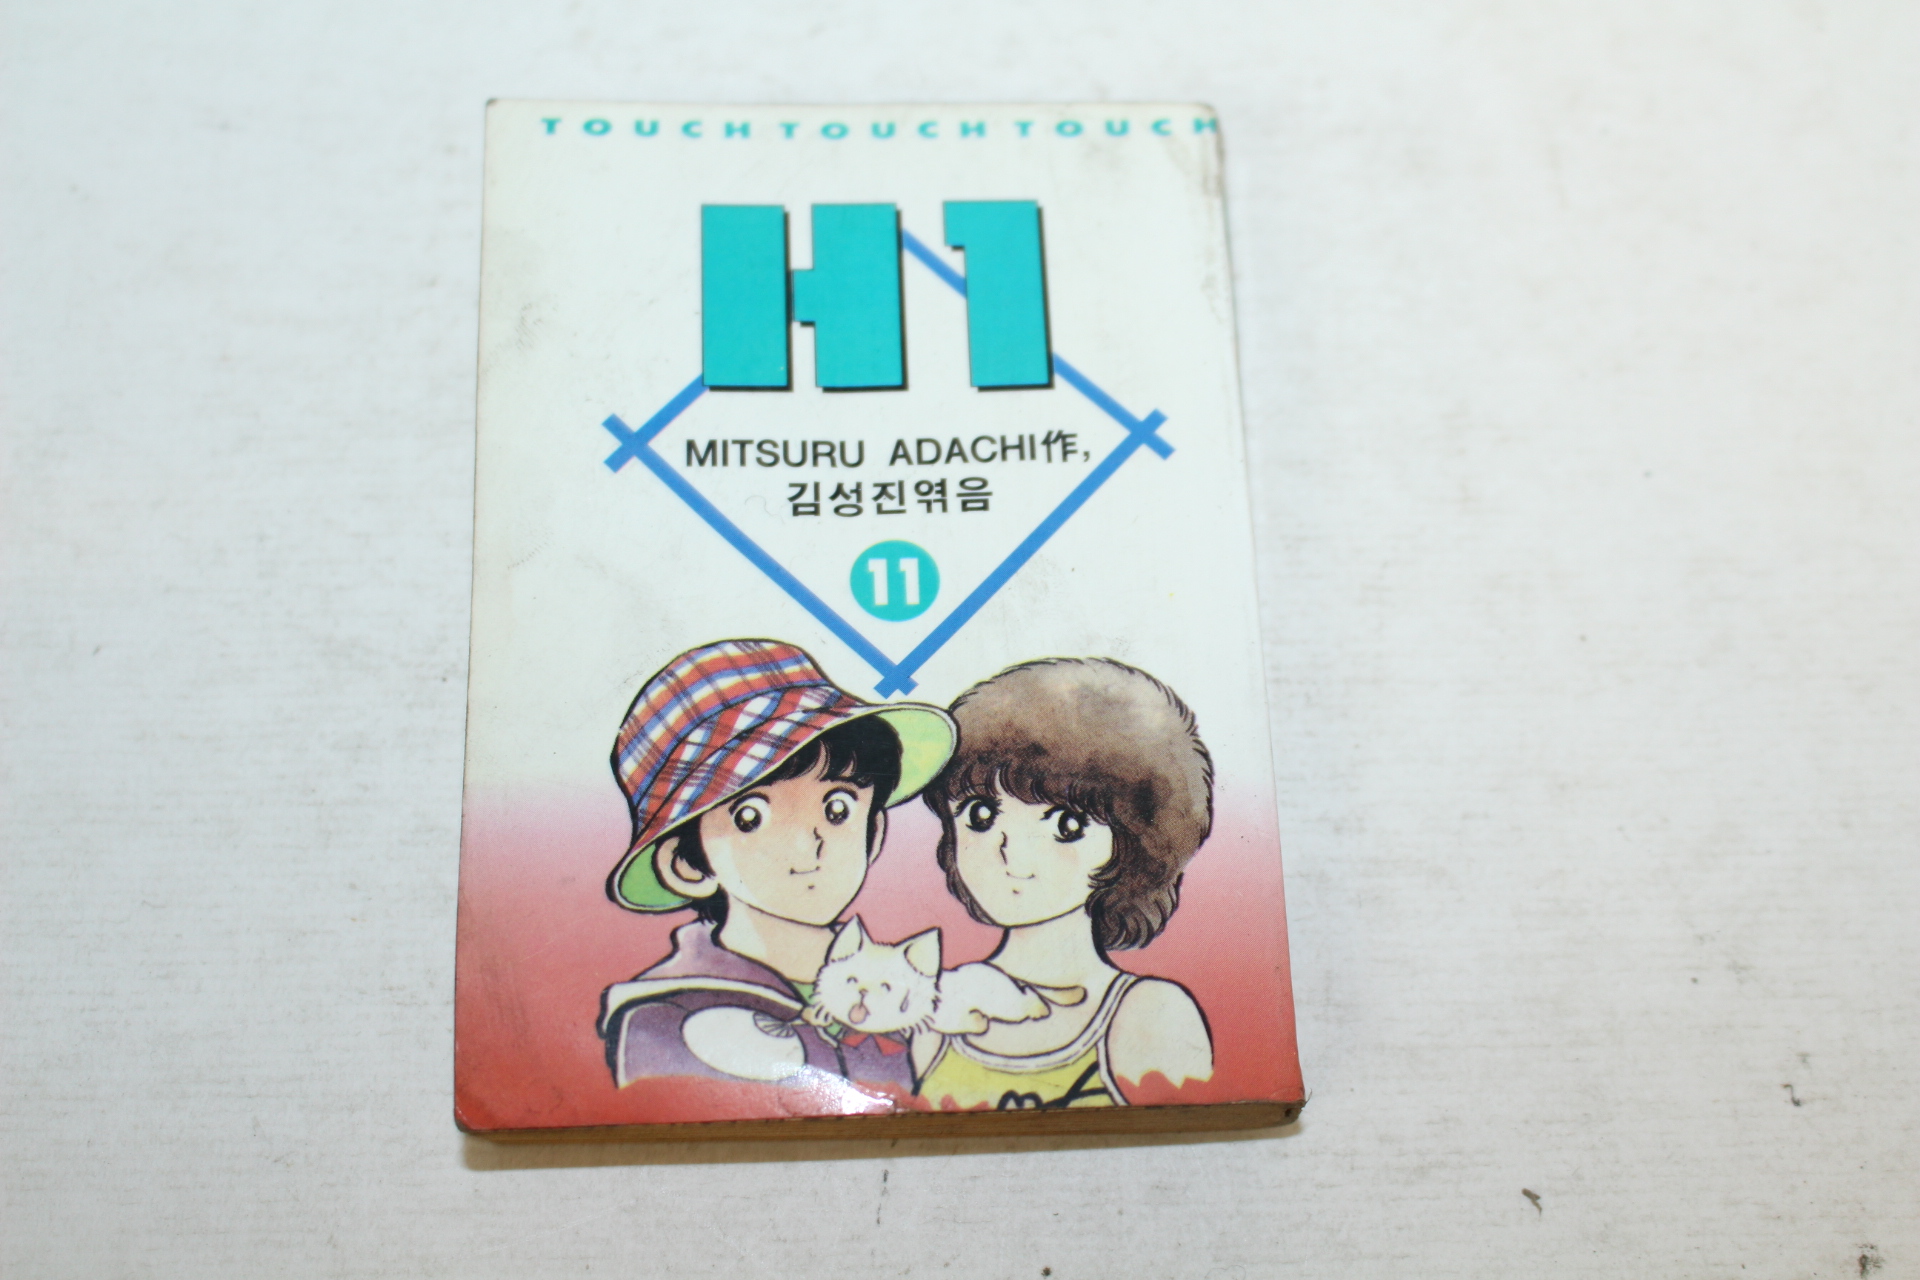 TOUCHTOUCHTOUCH
H1
MITSURU ADACHI作,
김성진엮음
11